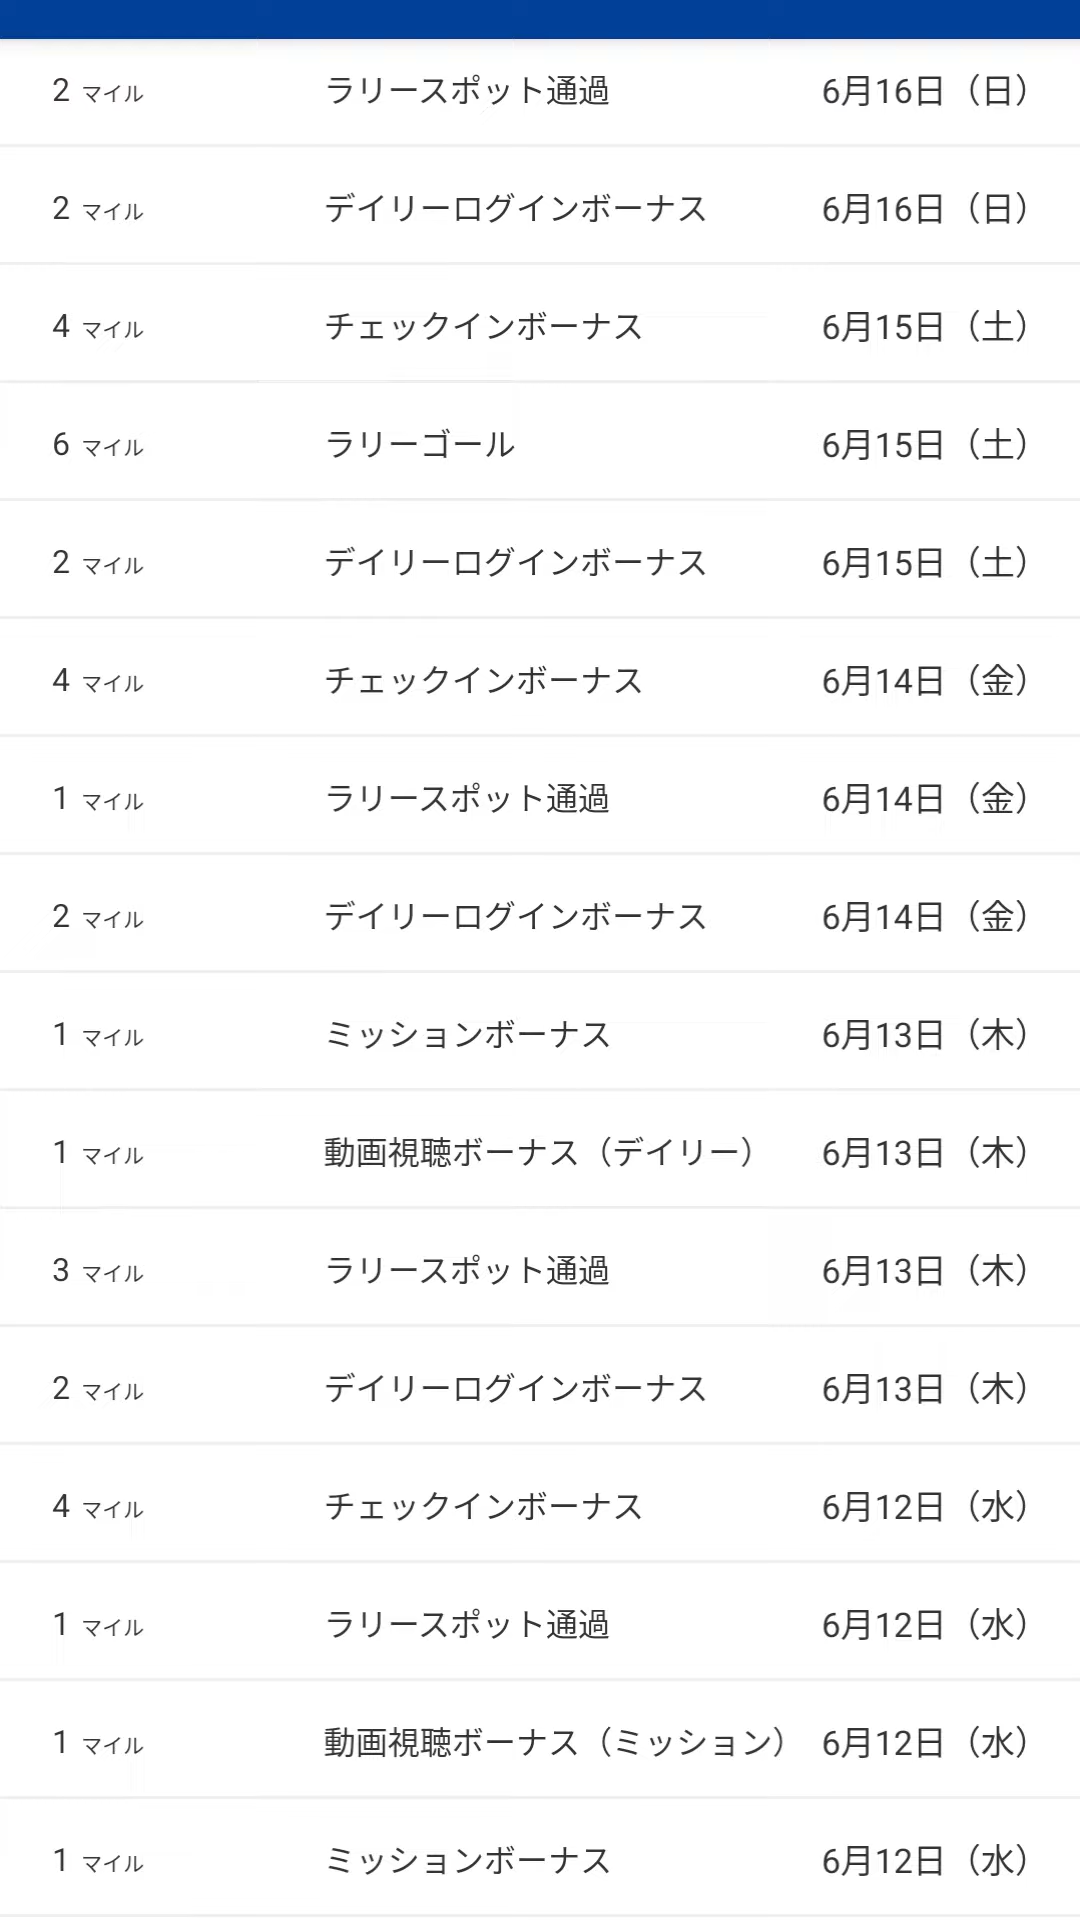 2 マイル ラリースポット通過 6月16日（日）
2 マイル デイリーログインボーナス 6月16日（日）
4 マイル チェックインボーナス 6月15日（土）
6 マイル ラリーゴール 6月15日（土）
2 マイル デイリーログインボーナス 6月15日（土）
4 マイル チェックインボーナス 6月14日（金）
1 マイル ラリースポット通過 6月14日（金）
2 マイル デイリーログインボーナス 6月14日（金）
1 マイル ミッションボーナス 6月13日（木）
1 マイル 動画視聴ボーナス（デイリー） 6月13日（木）
3 マイル ラリースポット通過 6月13日（木）
2 マイル デイリーログインボーナス 6月13日（木）
4 マイル チェックインボーナス 6月12日（水）
1 マイル ラリースポット通過 6月12日（水）
1 マイル 動画視聴ボーナス（ミッション） 6月12日（水）
1 マイル ミッションボーナス 6月12日（水）